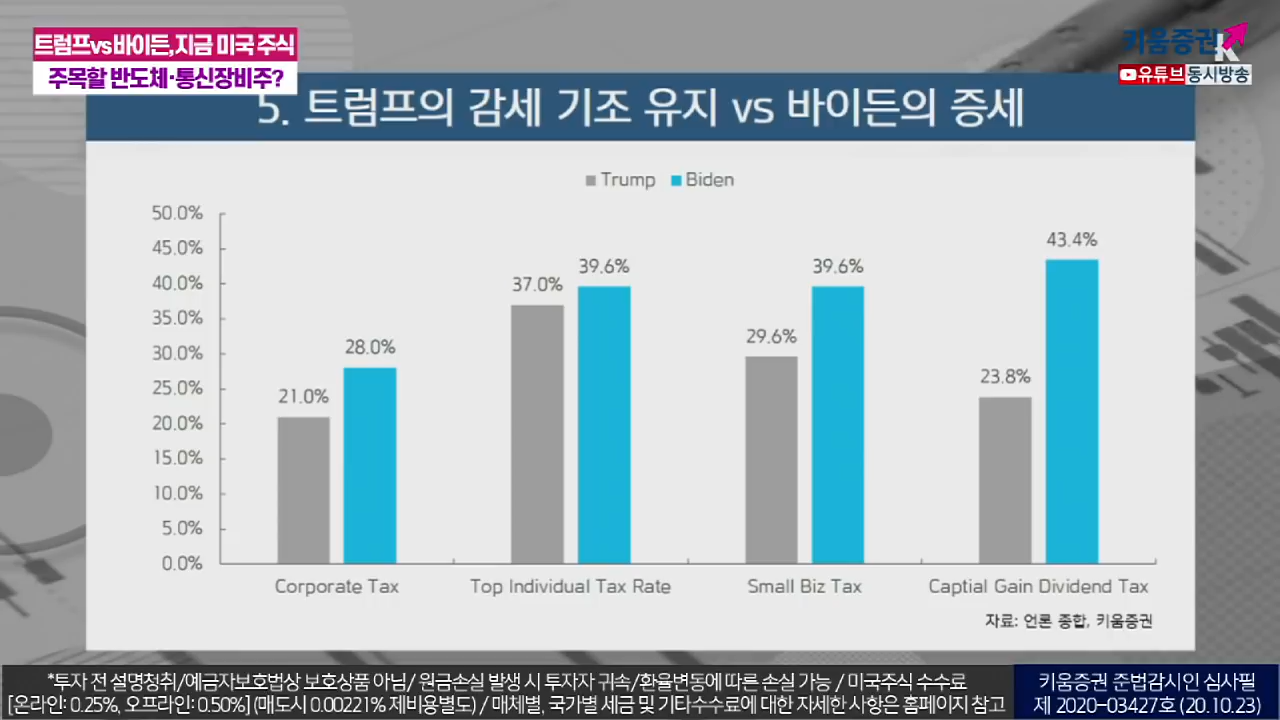 트럼프vs바이든,지금 미국 주식
주목할 반도체·통신장비주?
키움증권
유튜브 동시방송
5. 트럼프의 감세 기조 유지 vs 바이든의 증세
Trump Biden
50.0%
45.0%
40.0%
35.0%
30.0%
25.0%
20.0%
15.0%
10.0%
5.0%
0.0%
21.0%
28.0%
37.0%
39.6%
29.6%
39.6%
23.8%
43.4%
Corporate Tax
Top Individual Tax Rate
Small Biz Tax
Captial Gain Dividend Tax
자료: 언론 종합, 키움증권
*투자 전 설명청취/예금자보호법상 보호상품 아님/ 원금손실 발생 시 투자자 귀속/환율변동에 따른 손실 가능 / 미국주식 수수료
[온라인: 0.25%, 오프라인: 0.50%] (매도시 0.00221% 제비용별도) / 매체별, 국가별 세금 및 기타수수료에 대한 자세한 사항은 홈페이지 참고
키움증권 준법감시인 심사필
제 2020-03427호 (20.10.23)